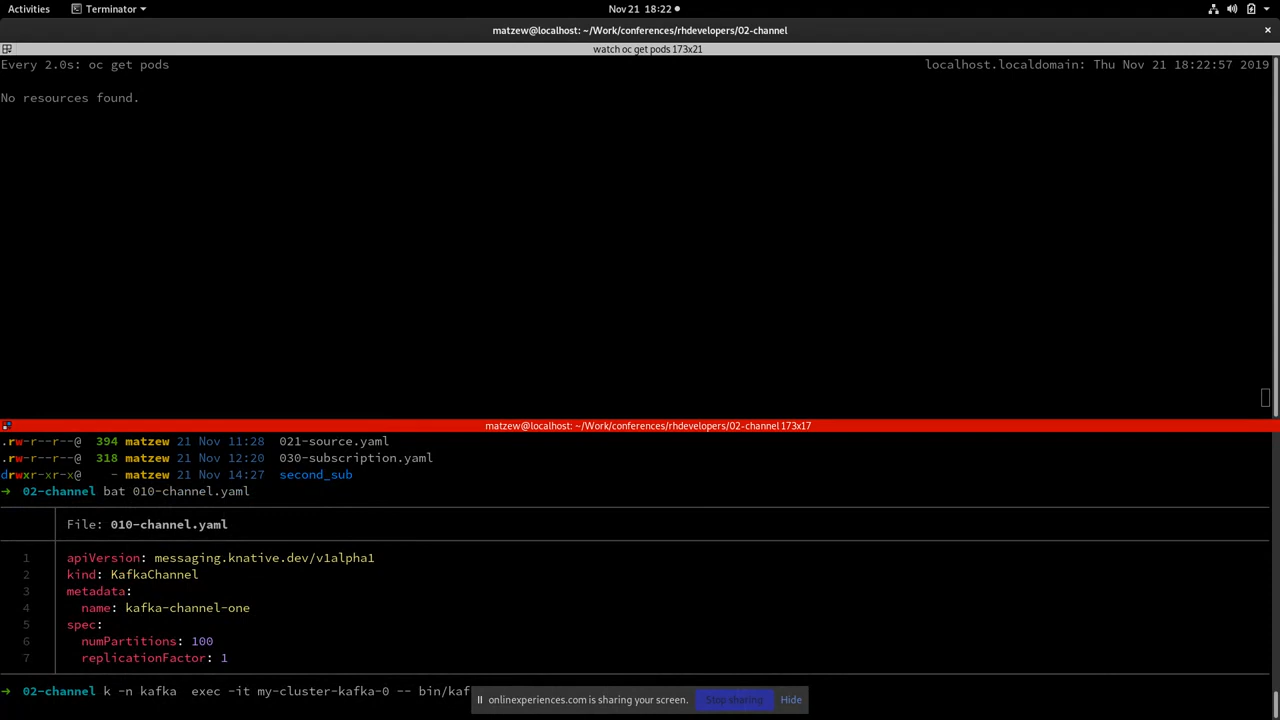 Activities Terminator Nov 21 18:22
matzew@localhost: ~/Work/conferences/rhdevelopers/02-channel ×
watch oc get pods 173x21
Every 2.0s: oc get pods localhost.localdomain: Thu Nov 21 18:22:57 2019
No resources found.
matzew@localhost: ~/Work/conferences/rhdevelopers/02-channel 173x17
.rw-r--r--@ 394 matzew 21 Nov 11:28 021-source.yaml
.rw-r--r--@ 318 matzew 21 Nov 12:20 030-subscription.yaml
drwxr-xr-x@ - matzew 21 Nov 14:27 second_sub
➜ 02-channel bat 010-channel.yaml
File: 010-channel.yaml
1 apiVersion: messaging.knative.dev/v1alpha1
2 kind: KafkaChannel
3 metadata:
4 name: kafka-channel-one
5 spec:
6 numPartitions: 100
7 replicationFactor: 1
➜ 02-channel k -n kafka exec -it my-cluster-kafka-0 -- bin/kaf
onlinexperiences.com is sharing your screen. Stop sharing Hide